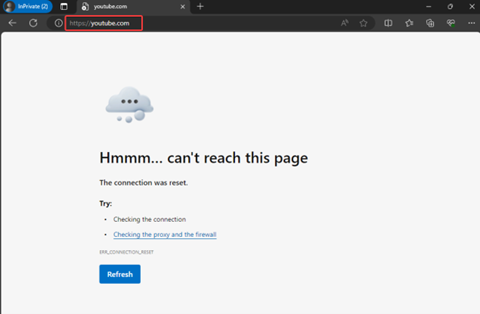 InPrivate (2)
youtube.com
https://youtube.com
Hmmm... can't reach this page
The connection was reset.
Try:
• Checking the connection
• Checking the proxy and the firewall
ERR_CONNECTION_RESET
Refresh